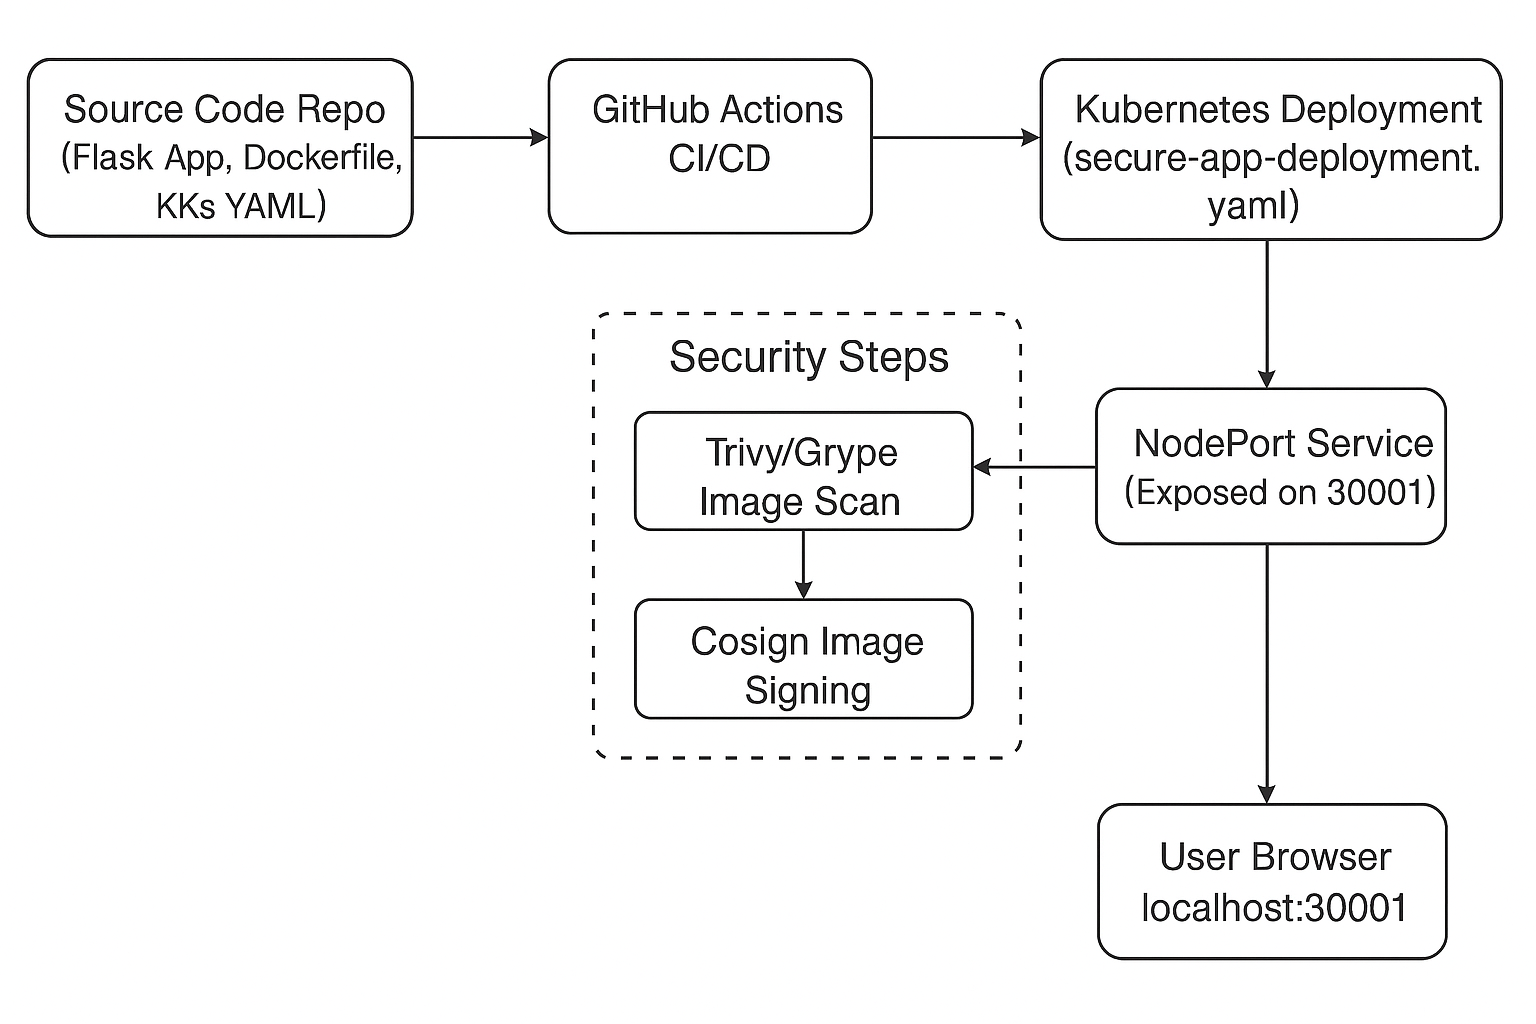 Source Code Repo
(Flask App, Dockerfile,
KKs YAML)
GitHub Actions
CI/CD
Kubernetes Deployment
(secure-app-deployment.
yaml)
Security Steps
Trivy/Grype
Image Scan
Cosign Image
Signing
NodePort Service
(Exposed on 30001)
User Browser
localhost:30001